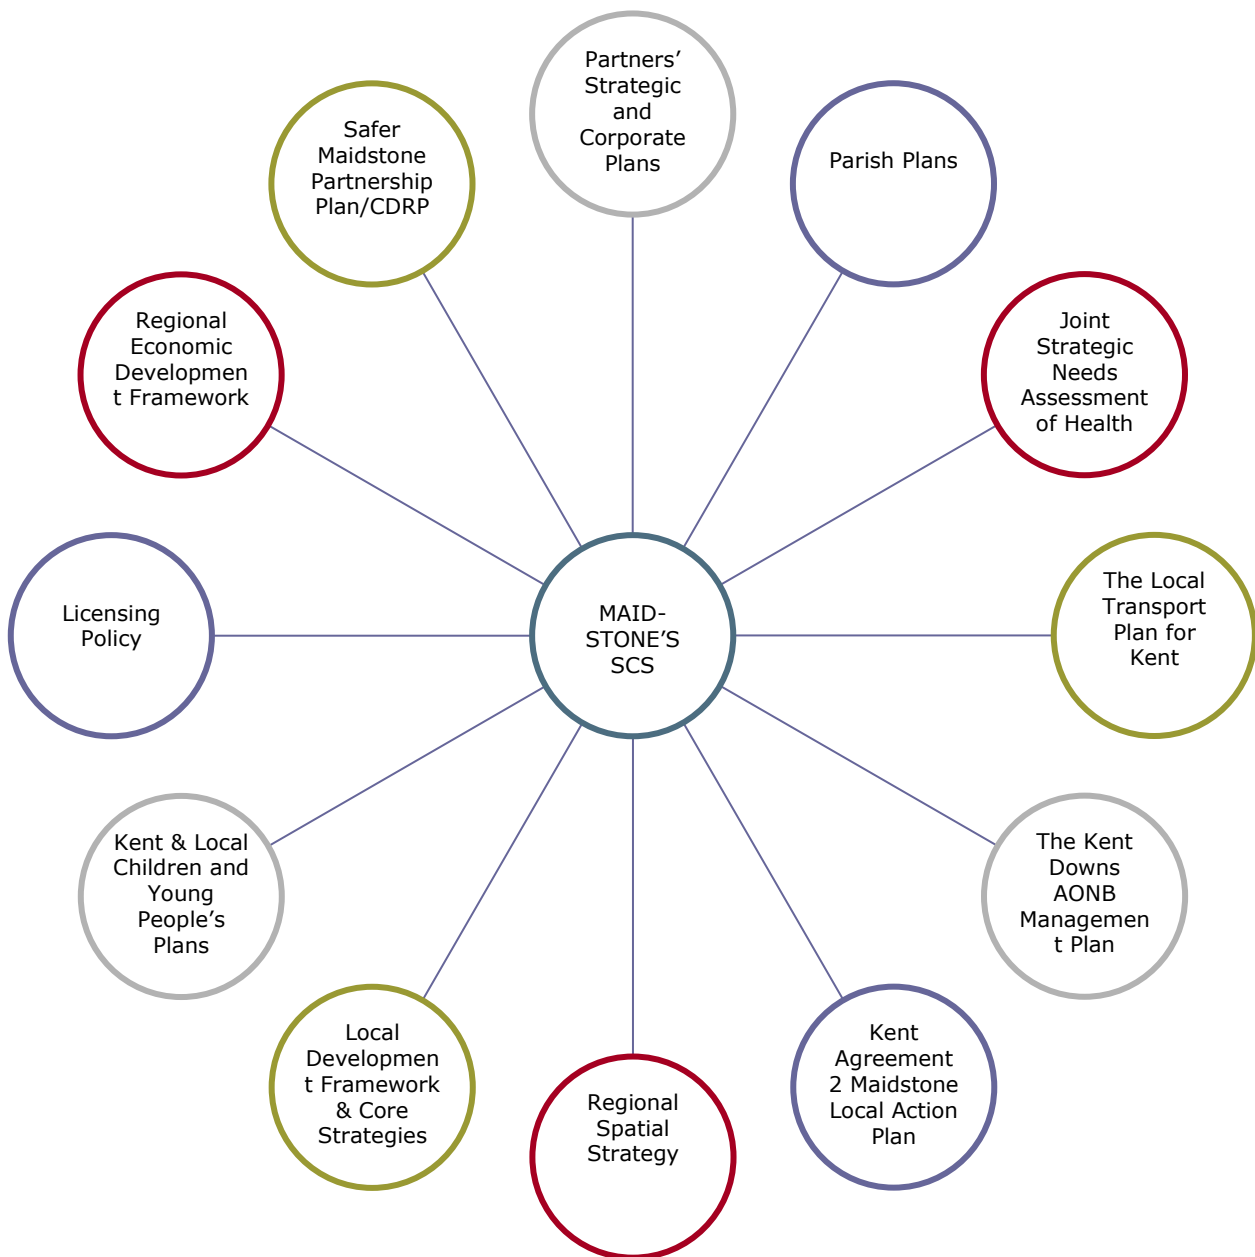 Partners’
Strategic
and
Corporate
Plans
Parish Plans
Joint
Strategic
Needs
Assessment
of Health
The Local
Transport
Plan for
Kent
The Kent
Downs
AONB
Managemen
t Plan
Kent
Agreement
2 Maidstone
Local Action
Plan
Regional
Spatial
Strategy
Local
Developmen
t Framework
& Core
Strategies
Kent & Local
Children and
Young
People’s
Plans
Licensing
Policy
Regional
Economic
Developmen
t Framework
Safer
Maidstone
Partnership
Plan/CDRP
MAID-
STONE’S
SCS